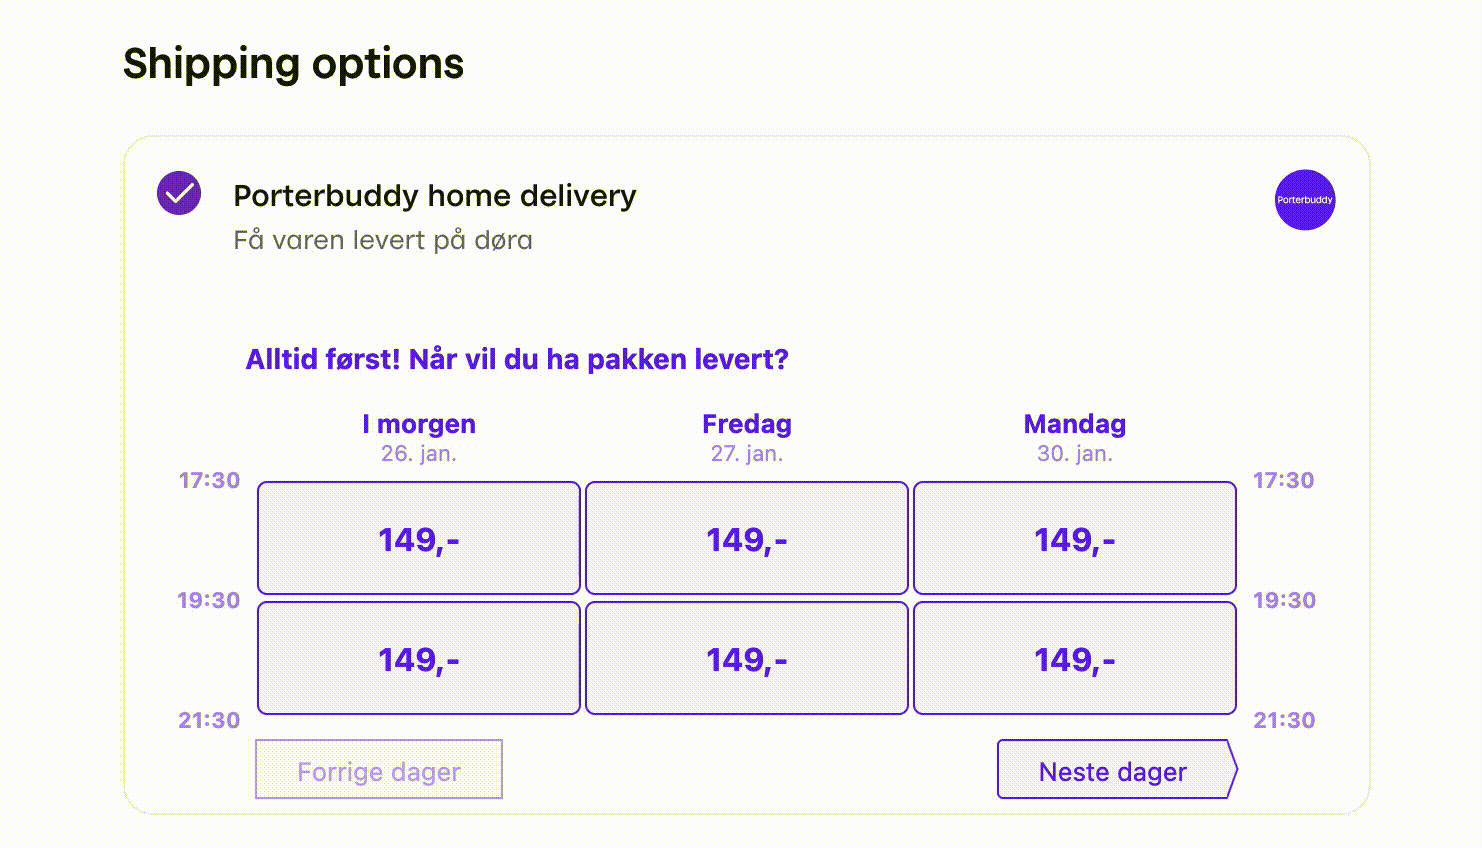 Shipping options
Porterbuddy home delivery
Porterbuddy
Få varen levert på døra
Alltid først! Når vil du ha pakken levert?
I morgen Fredag Mandag
26. jan. 27. jan. 30. jan.
17:30 17:30
149,- 149,- 149,-
19:30 19:30
149,- 149,- 149,-
21:30 21:30
Forrige dager Neste dager